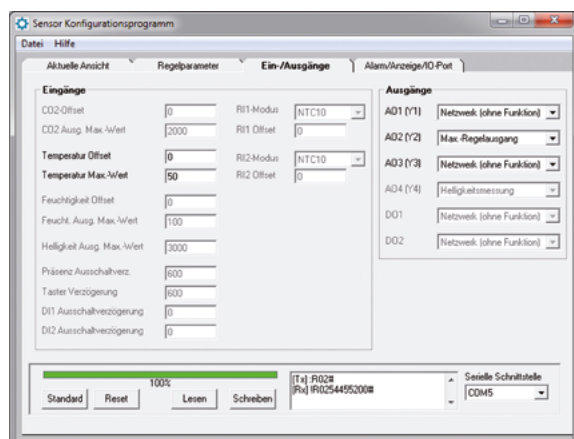 Sensor Konfigurationsprogramm
Datei Hilfe
Aktuelle Ansicht Regelparameter Ein-/Ausgänge Alarm/Anzeige/IO-Port
Eingänge
CO2-Offset 0 RI1-Modus NTC10
CO2 Ausg. Max.-Wert 2000 RI1 Offset 0
Temperatur Offset 0 RI2-Modus NTC10
Temperatur Max.-Wert 50 RI2 Offset 0
Feuchtigkeit Offset 0
Feucht. Ausg. Max.-Wert 100
Helligkeit Ausg. Max.-Wert 3000
Präsenz Ausschaltverz. 600
Taster Verzögerung 600
DI1 Ausschaltverzögerung 0
DI2 Ausschaltverzögerung 0
Ausgänge
AO1 (Y1) Netzwerk (ohne Funktion)
AO2 (Y2) Max.-Regelausgang
AO3 (Y3) Netzwerk (ohne Funktion)
AO4 (Y4) Helligkeitsmessung
DO1 Netzwerk (ohne Funktion)
DO2 Netzwerk (ohne Funktion)
100%
Standard Reset Lesen Schreiben
[Tx] :R02#
[Rx] !R0254455200#
Serielle Schnittstelle
COM5